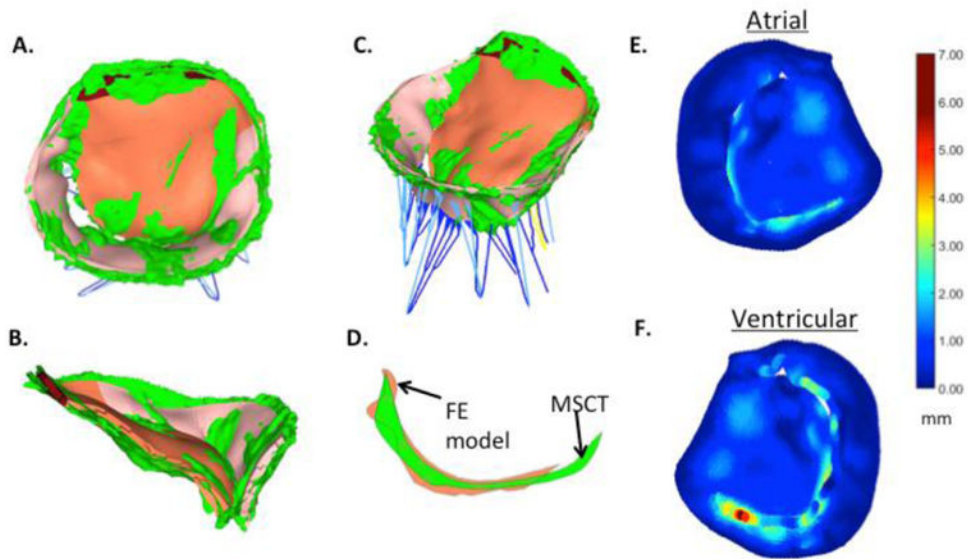 A.
C.
Atrial
E.
7.00
6.00
5.00
4.00
3.00
2.00
1.00
0.00
mm
B.
D.
FE
model
MSCT
Ventricular
F.